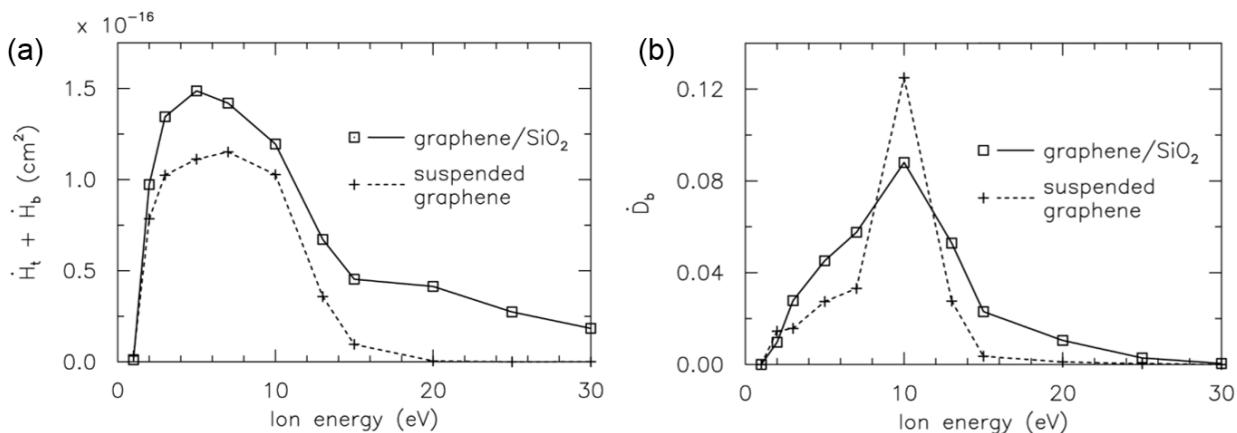 (a)
x 10⁻¹⁶
Ḣt + Ḣb (cm²)
1.5
1.0
0.5
0.0
graphene/SiO₂
suspended
graphene
0 10 20 30
Ion energy (eV)
(b)
Ḋb
0.12
0.08
0.04
0.00
graphene/SiO₂
suspended
graphene
0 10 20 30
Ion energy (eV)